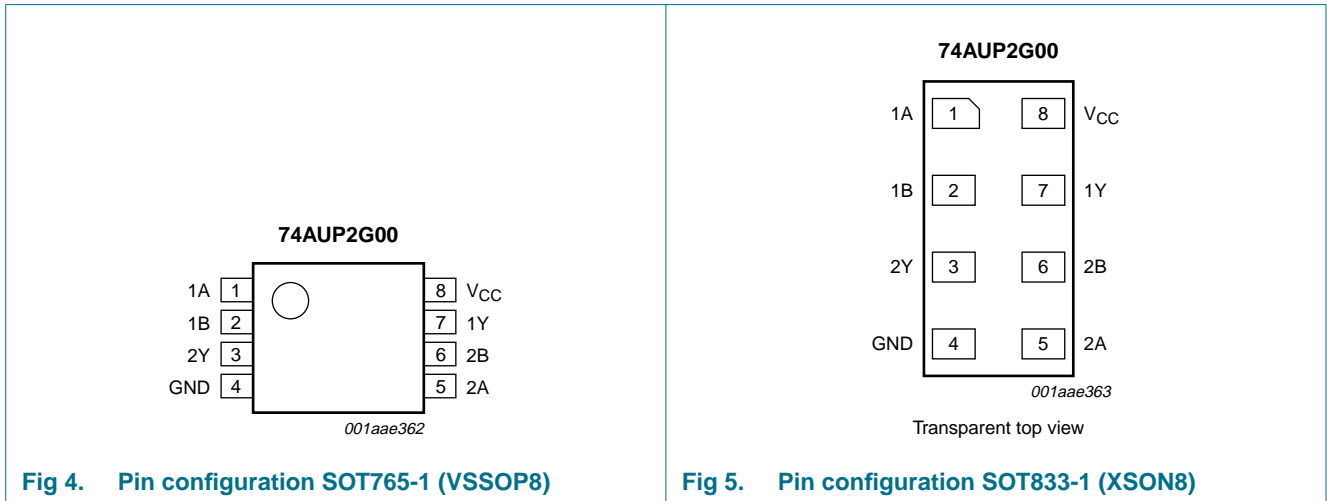 74AUP2G00
1A 1 8 VCC
1B 2 7 1Y
2Y 3 6 2B
GND 4 5 2A
001aae362
Fig 4. Pin configuration SOT765-1 (VSSOP8)
74AUP2G00
1A 1 8 VCC
1B 2 7 1Y
2Y 3 6 2B
GND 4 5 2A
001aae363
Transparent top view
Fig 5. Pin configuration SOT833-1 (XSON8)